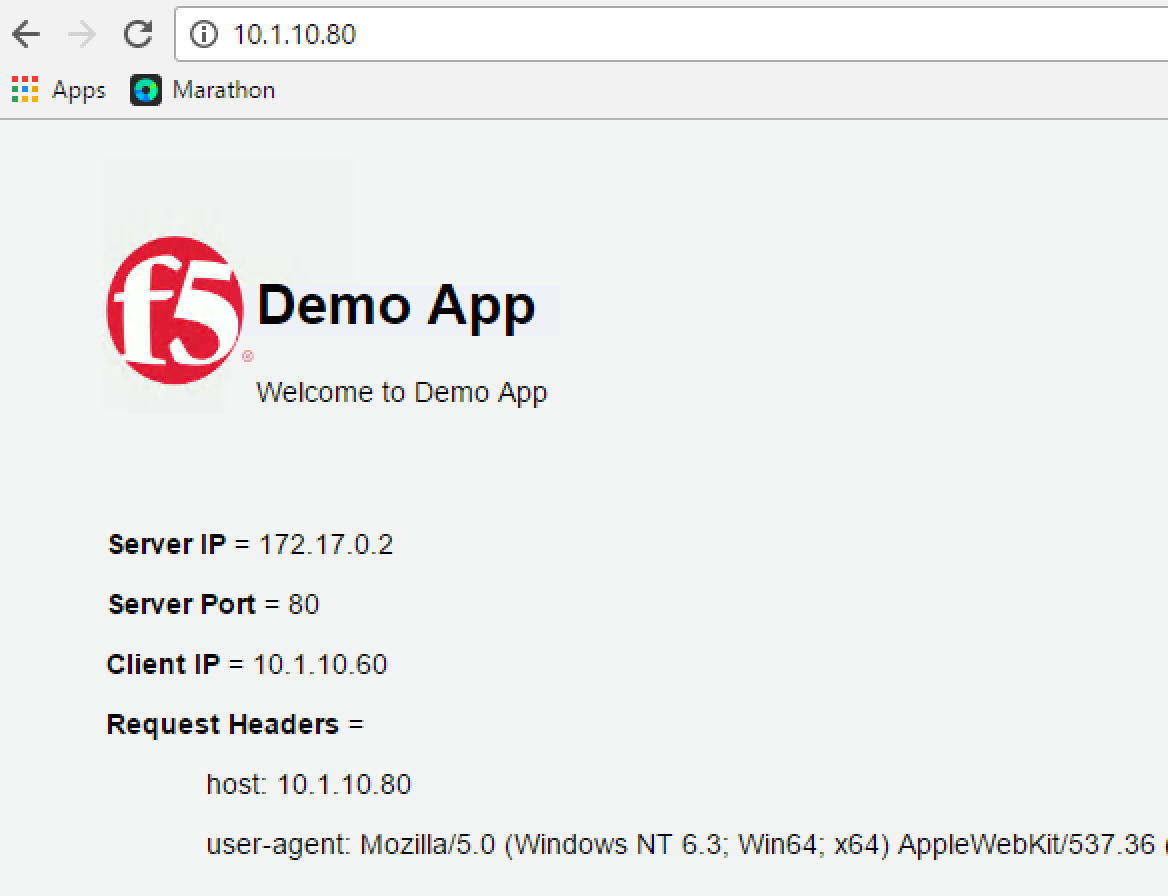 10.1.10.80
Apps Marathon
f5
®
Demo App
Welcome to Demo App
Server IP = 172.17.0.2
Server Port = 80
Client IP = 10.1.10.60
Request Headers =
host: 10.1.10.80
user-agent: Mozilla/5.0 (Windows NT 6.3; Win64; x64) AppleWebKit/537.36 (